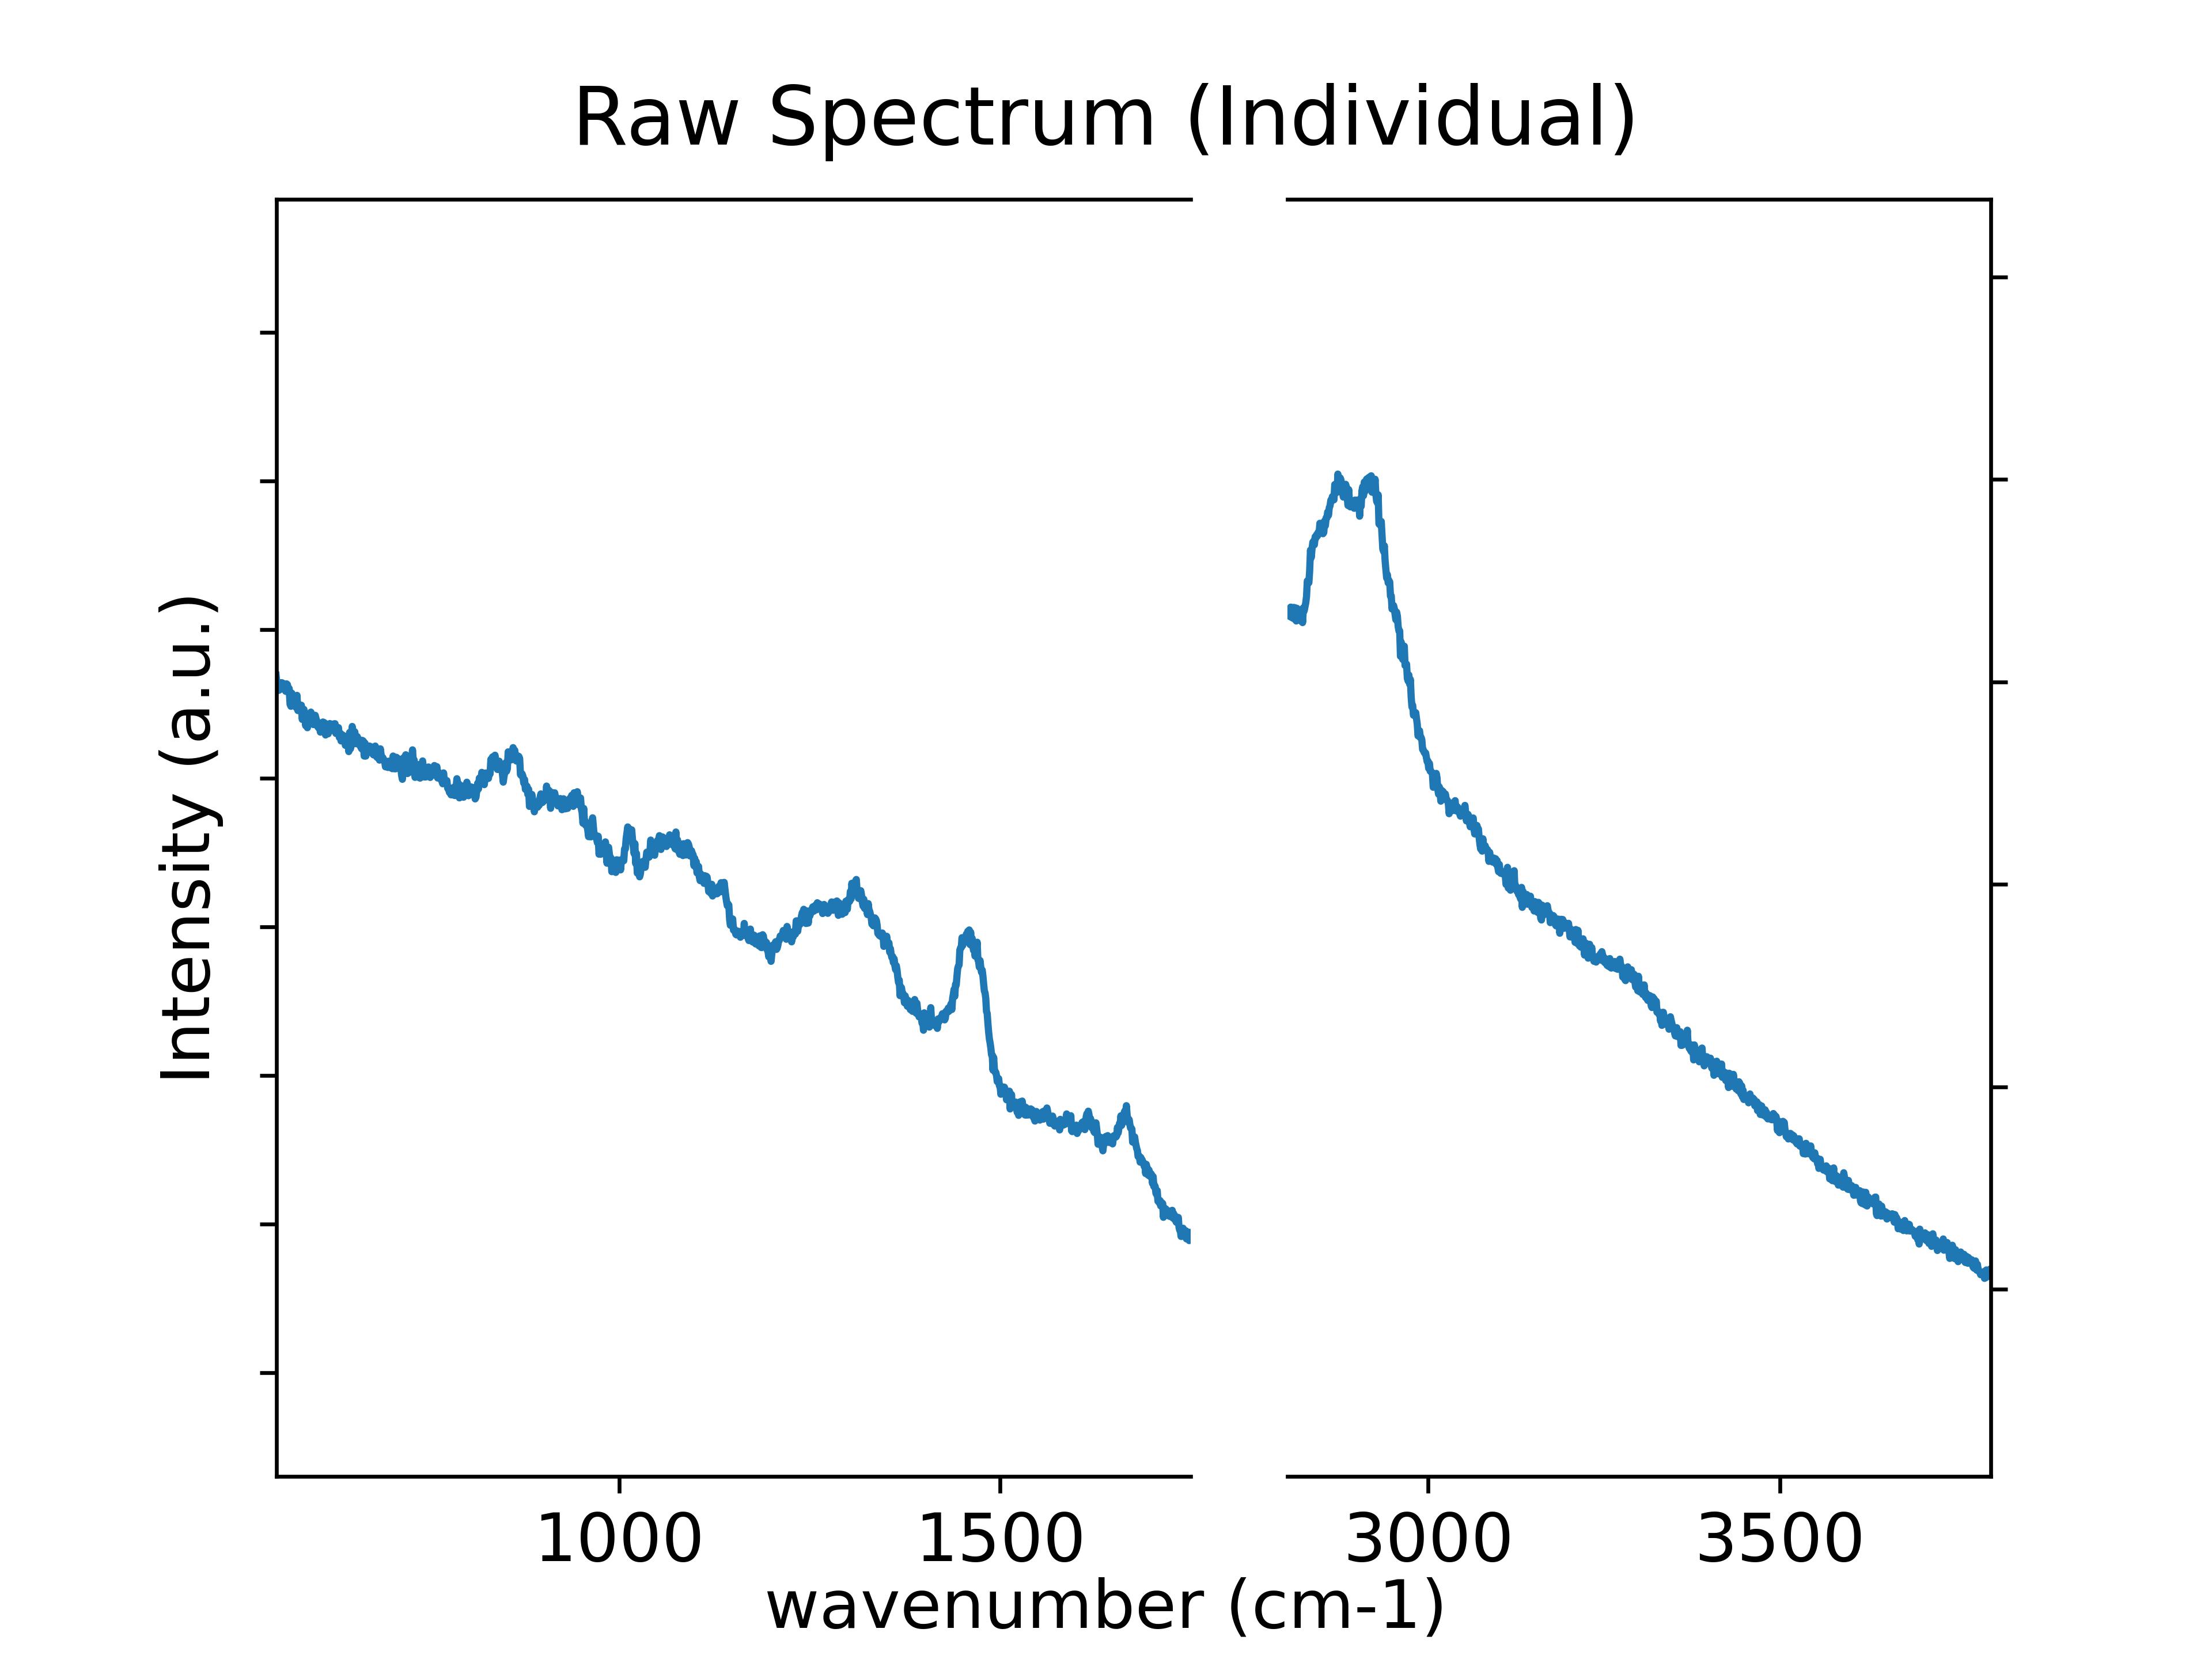 Raw Spectrum (Individual)
Intensity (a.u.)
1000 1500 3000 3500
wavenumber (cm-1)